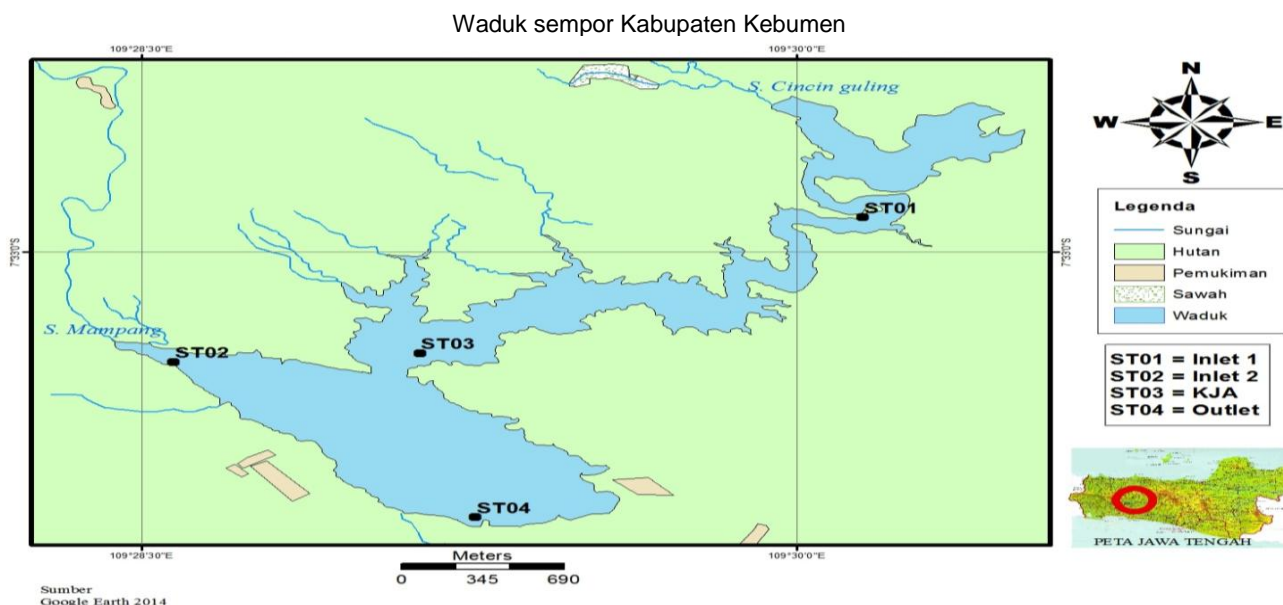 Waduk sempor Kabupaten Kebumen
109°28'30"E
109°30'0"E
S. Cincin guling
N
W
E
S
ST01
Legenda
Sungai
Hutan
Pemukiman
Sawah
Waduk
7°33'0"S
7°33'0"S
S. Mampang
ST02
ST03
ST01 = Inlet 1
ST02 = Inlet 2
ST03 = KJA
ST04 = Outlet
ST04
PETA JAWA TENGAH
109°28'30"E
109°30'0"E
Meters
0
345
690
Sumber
Google Earth 2014